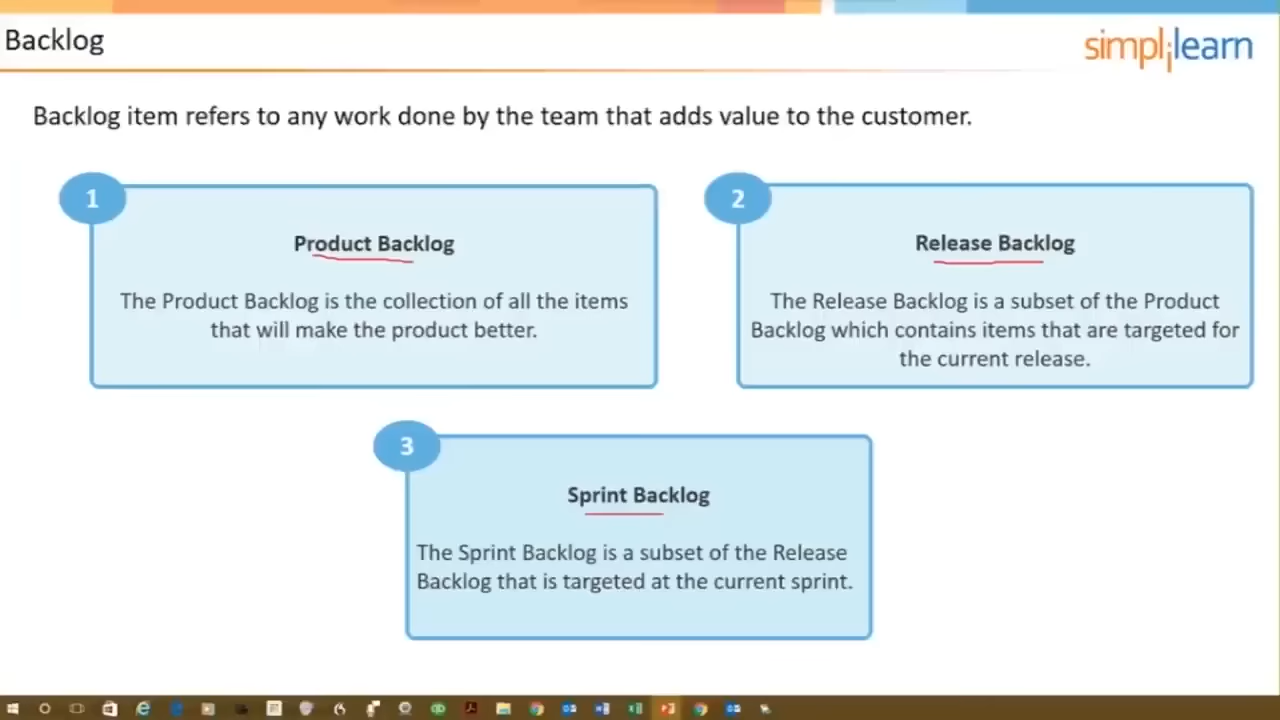 Backlog
simplilearn
Backlog item refers to any work done by the team that adds value to the customer.
1
Product Backlog
The Product Backlog is the collection of all the items
that will make the product better.
2
Release Backlog
The Release Backlog is a subset of the Product
Backlog which contains items that are targeted for
the current release.
3
Sprint Backlog
The Sprint Backlog is a subset of the Release
Backlog that is targeted at the current sprint.